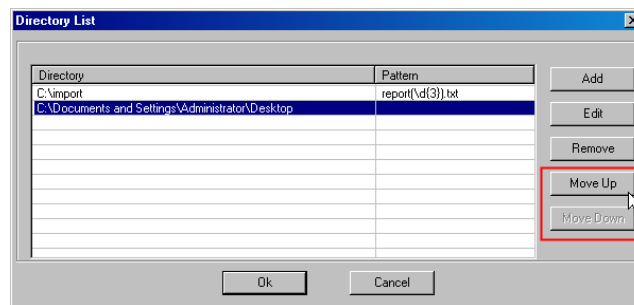 Directory List
Directory Pattern
C:\import report(\d{3}).txt
C:\Documents and Settings\Administrator\Desktop
Add
Edit
Remove
Move Up
Move Down
Ok Cancel